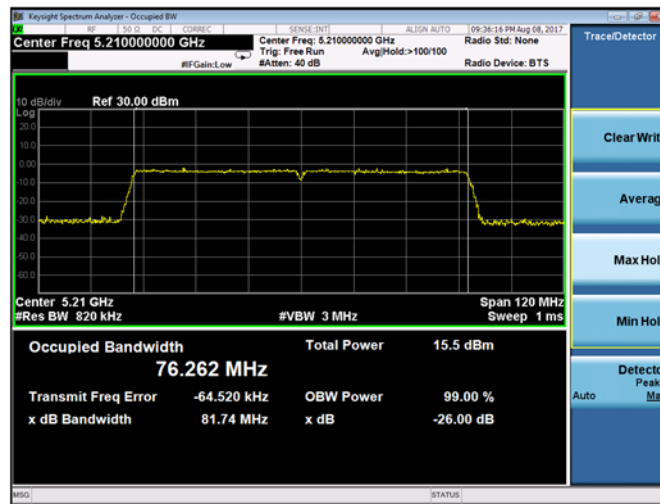 Keysight Spectrum Analyzer - Occupied BW
RF 50 Ω DC CORREC SENSE:INT ALIGN AUTO 09:36:16 PM Aug 08, 2017
Center Freq 5.210000000 GHz Center Freq: 5.210000000 GHz Radio Std: None
Trig: Free Run Avg|Hold:>100/100
#IFGain:Low #Atten: 40 dB Radio Device: BTS
10 dB/div Ref 30.00 dBm
Log
20.0
10.0
0.00
-10.0
-20.0
-30.0
-40.0
-50.0
-60.0
Center 5.21 GHz Span 120 MHz
#Res BW 820 kHz #VBW 3 MHz Sweep 1 ms
Occupied Bandwidth Total Power 15.5 dBm
76.262 MHz
Transmit Freq Error -64.520 kHz OBW Power 99.00 %
x dB Bandwidth 81.74 MHz x dB -26.00 dB
MSG STATUS
Trace/Detector
Clear Writ
Averag
Max Hol
Min Hol
Detecto
Peak
Auto Ma